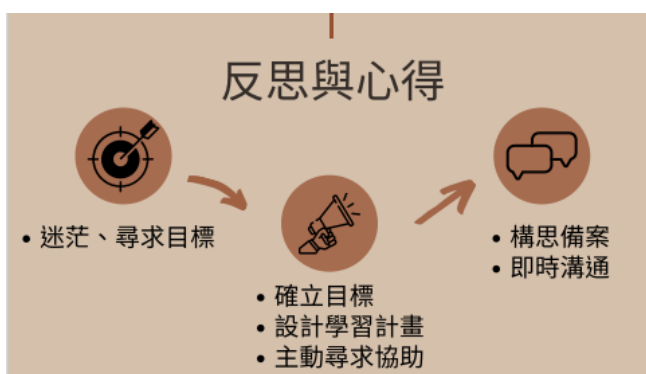 反思與心得
• 迷茫、尋求目標
• 確立目標
• 設計學習計畫
• 主動尋求協助
• 構思備案
• 即時溝通